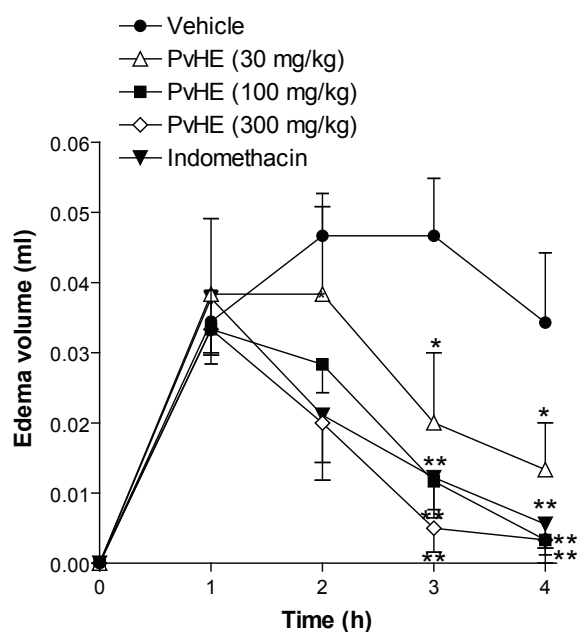 Vehicle
PvHE (30 mg/kg)
PvHE (100 mg/kg)
PvHE (300 mg/kg)
Indomethacin
0.06
0.05
0.04
0.03
0.02
0.01
0.00
Edema volume (ml)
*
*
**
**
**
**
**
**
0 1 2 3 4
Time (h)